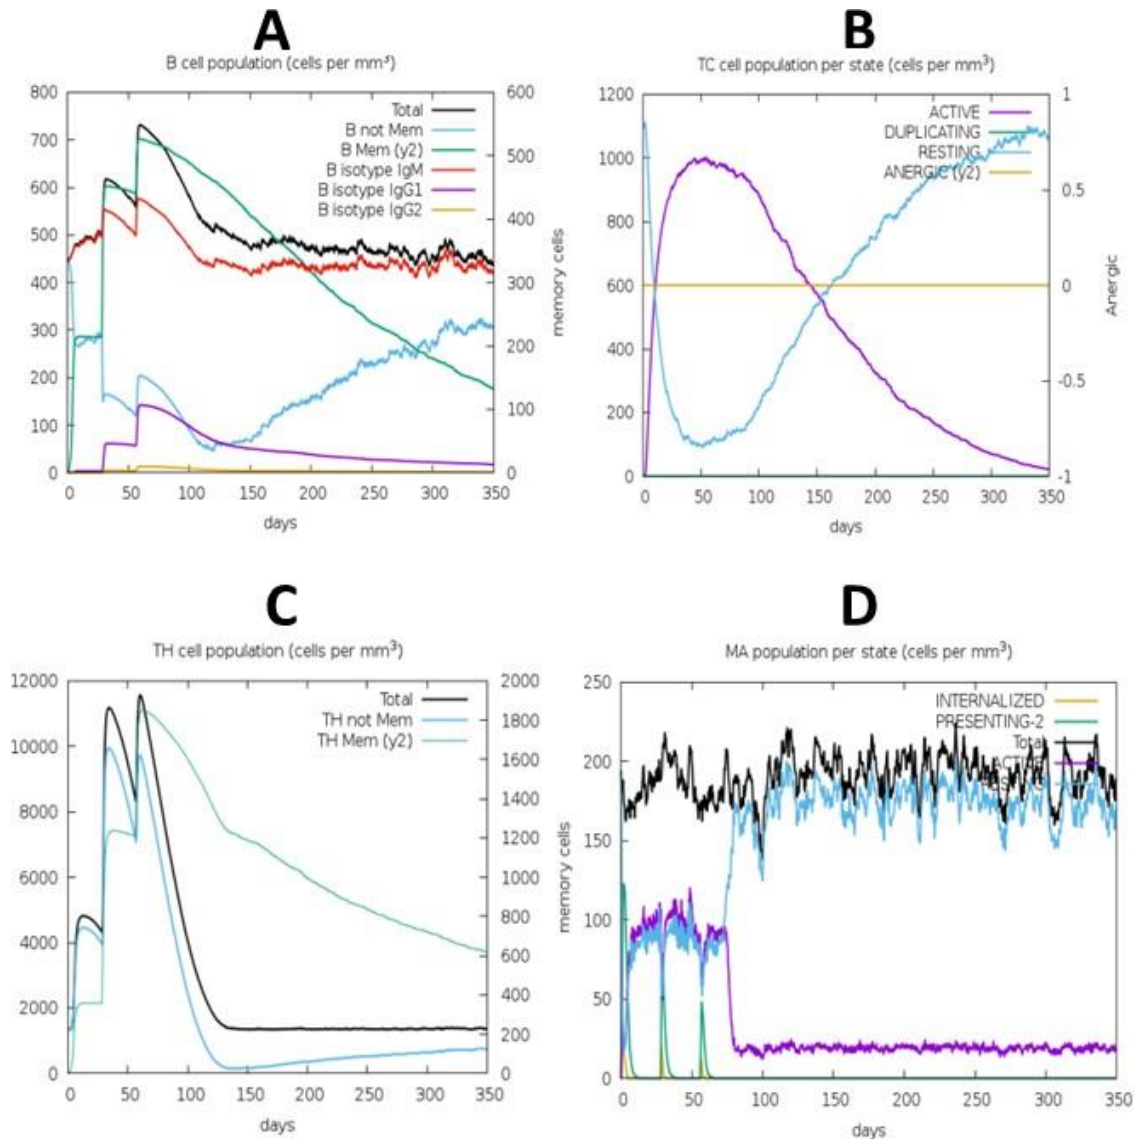 A
B cell population (cells per mm³)
800
700
600
500
400
300
200
100
0
600
500
400
300
200
100
0
Total
B not Mem
B Mem (y2)
B isotype IgM
B isotype IgG1
B isotype IgG2
memory cells
0 50 100 150 200 250 300 350
days
B
TC cell population per state (cells per mm³)
1200
1000
800
600
400
200
0
1
0.5
0
-0.5
-1
ACTIVE
DUPLICATING
RESTING
ANERGIC (y2)
Anergic
0 50 100 150 200 250 300 350
days
C
TH cell population (cells per mm³)
12000
10000
8000
6000
4000
2000
0
2000
1800
1600
1400
1200
1000
800
600
400
200
0
Total
TH not Mem
TH Mem (y2)
memory cells
0 50 100 150 200 250 300 350
days
D
MA population per state (cells per mm³)
250
200
150
100
50
0
INTERNALIZED
PRESENTING-2
Total
0 50 100 150 200 250 300 350
days